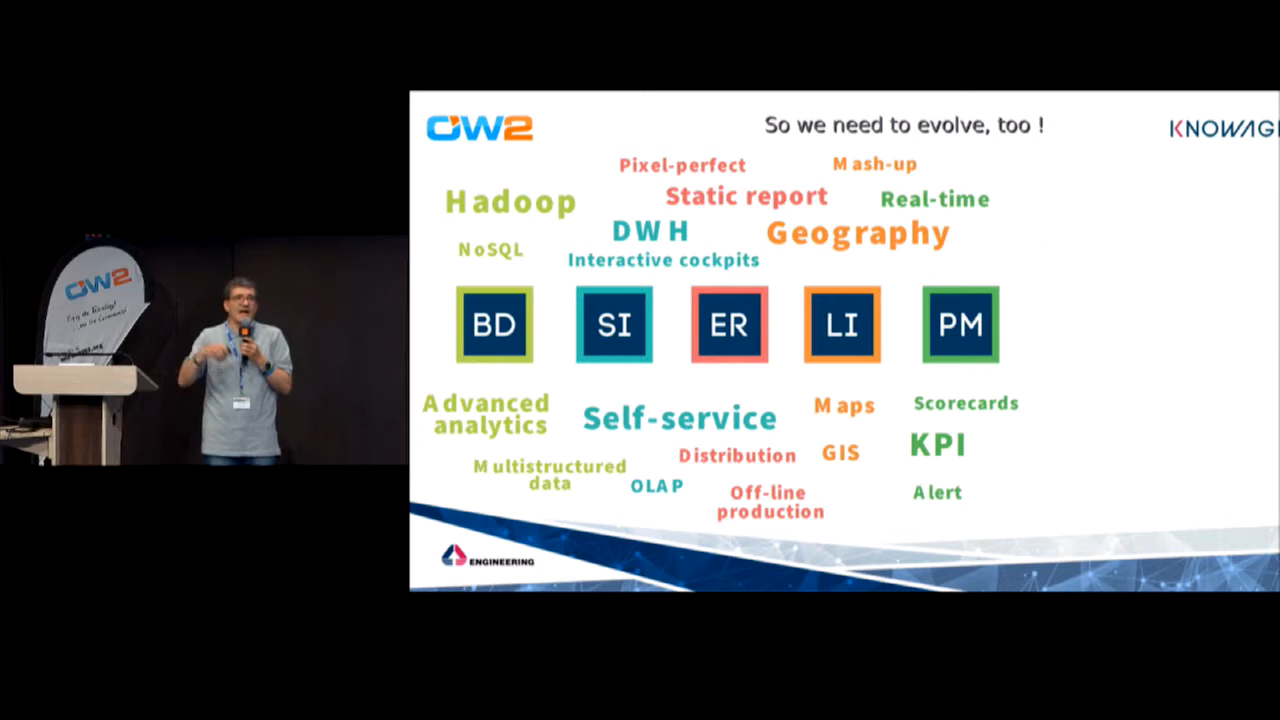 OW2
So we need to evolve, too !
KNOWAG
Pixel-perfect
Mash-up
Hadoop
Static report
Real-time
DWH
Geography
NoSQL
Interactive cockpits
BD
SI
ER
LI
PM
Advanced
analytics
Self-service
Maps
Scorecards
KPI
Distribution
GIS
Multistructured
data
OLAP
Off-line
production
Alert
ENGINEERING
OW2